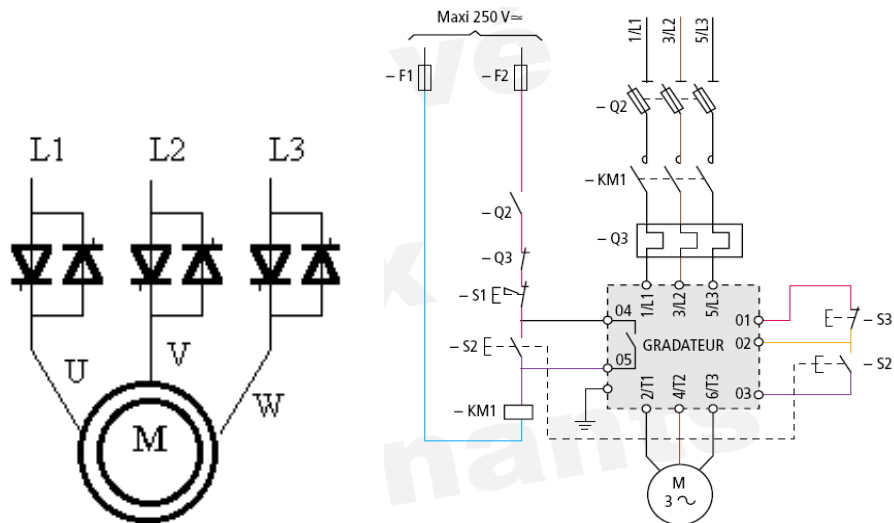 L1 L2 L3
U
V
W
M
Maxi 250 V≃
– F1
– F2
– Q2
– Q3
– S1
– S2
– KM1
1/L1
3/L2
5/L3
– Q2
– KM1
– Q3
1/L1
3/L2
5/L3
04
05
GRADATEUR
01
02
03
– S3
– S2
2/T1
4/T2
6/T3
M
3 ~
vé
x
nants